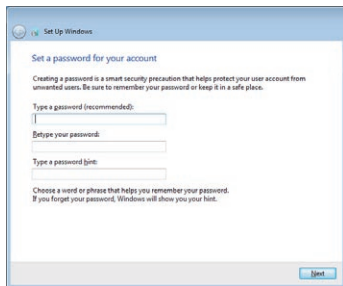 Set Up Windows
Set a password for your account
Creating a password is a smart security precaution that helps protect your user account from
unwanted users. Be sure to remember your password or keep it in a safe place.
Type a password (recommended):
Retype your password:
Type a password hint:
Choose a word or phrase that helps you remember your password.
If you forget your password, Windows will show you your hint.
Next